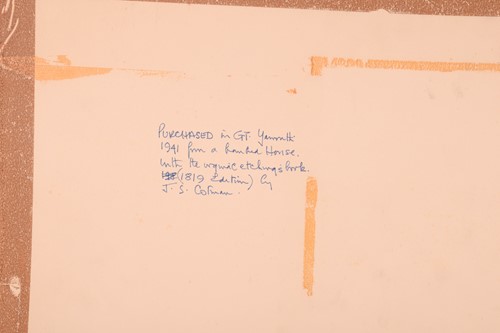 PURCHASED in GT. Yarmouth
1941 from a bombed House.
with the original etchings book
(1819 Edition) by
J. S. Cotman.